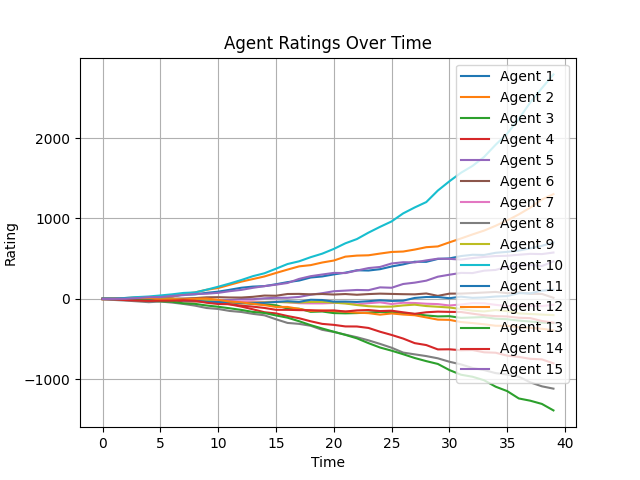 Agent Ratings Over Time
Rating
2000
1000
0
−1000
0 5 10 15 20 25 30 35 40
Time
Agent 1
Agent 2
Agent 3
Agent 4
Agent 5
Agent 6
Agent 7
Agent 8
Agent 9
Agent 10
Agent 11
Agent 12
Agent 13
Agent 14
Agent 15